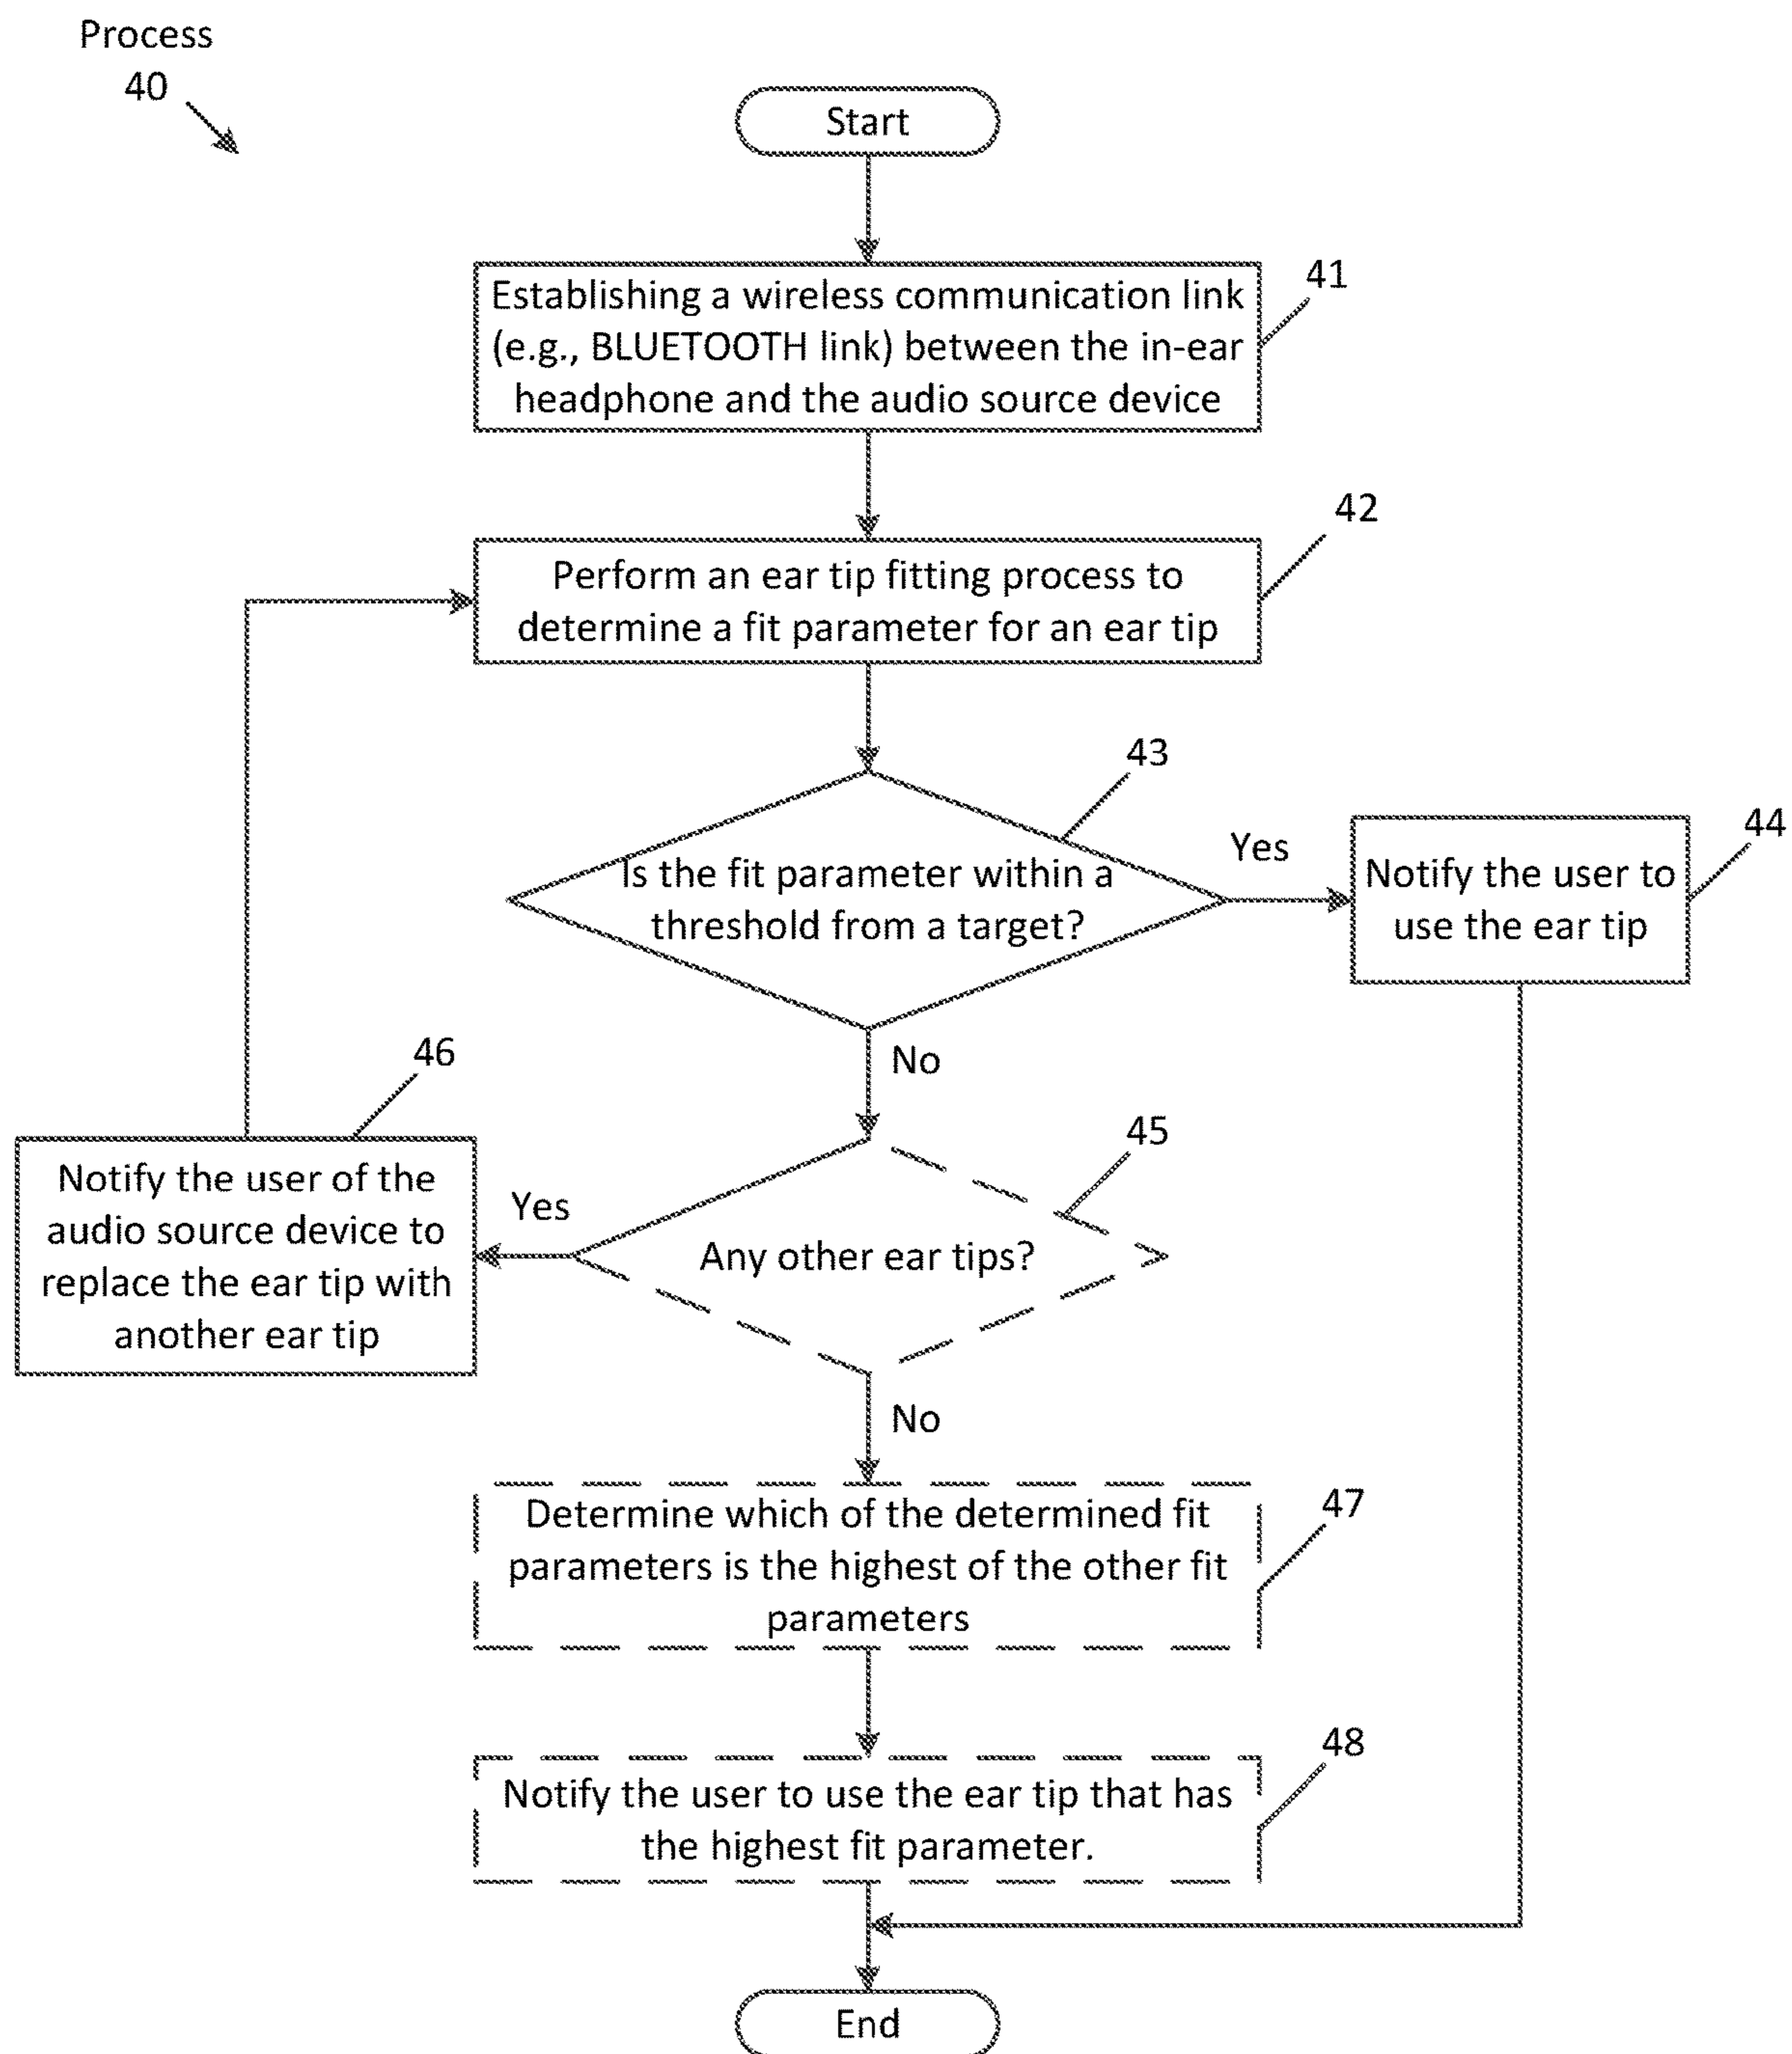 Process
40
Start
41
Establishing a wireless communication link
(e.g., BLUETOOTH link) between the in-ear
headphone and the audio source device
42
Perform an ear tip fitting process to
determine a fit parameter for an ear tip
43
Is the fit parameter within a
threshold from a target?
Yes
44
Notify the user to
use the ear tip
No
46
Notify the user of the
audio source device to
replace the ear tip with
another ear tip
Yes
45
Any other ear tips?
No
47
Determine which of the determined fit
parameters is the highest of the other fit
parameters
48
Notify the user to use the ear tip that has
the highest fit parameter.
End